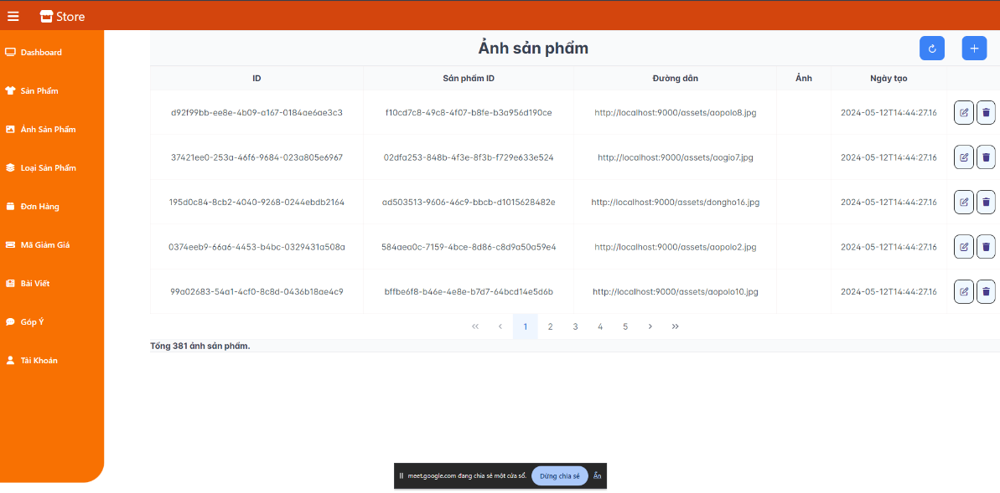 Store
Dashboard
Sản Phẩm
Ảnh Sản Phẩm
Loại Sản Phẩm
Đơn Hàng
Mã Giảm Giá
Bài Viết
Góp Ý
Tài Khoản
Ảnh sản phẩm
ID Sản phẩm ID Đường dẫn Ảnh Ngày tạo
d92f99bb-ee8e-4b09-a167-0184ae6ae3c3 f10cd7c8-49c8-4f07-b8fe-b3a956d190ce http://localhost:9000/assets/aopolo8.jpg 2024-05-12T14:44:27.16
37421ee0-253a-46f6-9684-023a805e6967 02dfa253-848b-4f3e-8f3b-f729e633e524 http://localhost:9000/assets/aogio7.jpg 2024-05-12T14:44:27.16
195d0c84-8cb2-4040-9268-0244ebdb2164 ad503513-9606-46c9-bbcb-d1015628482e http://localhost:9000/assets/dongho16.jpg 2024-05-12T14:44:27.16
0374eeb9-66a6-4453-b4bc-0329431a508a 584aea0c-7159-4bce-8d86-c8d9a50a59e4 http://localhost:9000/assets/aopolo2.jpg 2024-05-12T14:44:27.16
99a02683-54a1-4cf0-8c8d-0436b18ae4c9 bffbe6f8-b46e-4e8e-b7d7-64bcd14e5d6b http://localhost:9000/assets/aopolo10.jpg 2024-05-12T14:44:27.16
1 2 3 4 5
Tổng 381 ảnh sản phẩm.
meet.google.com đang chia sẻ một cửa sổ. Dừng chia sẻ Ẩn